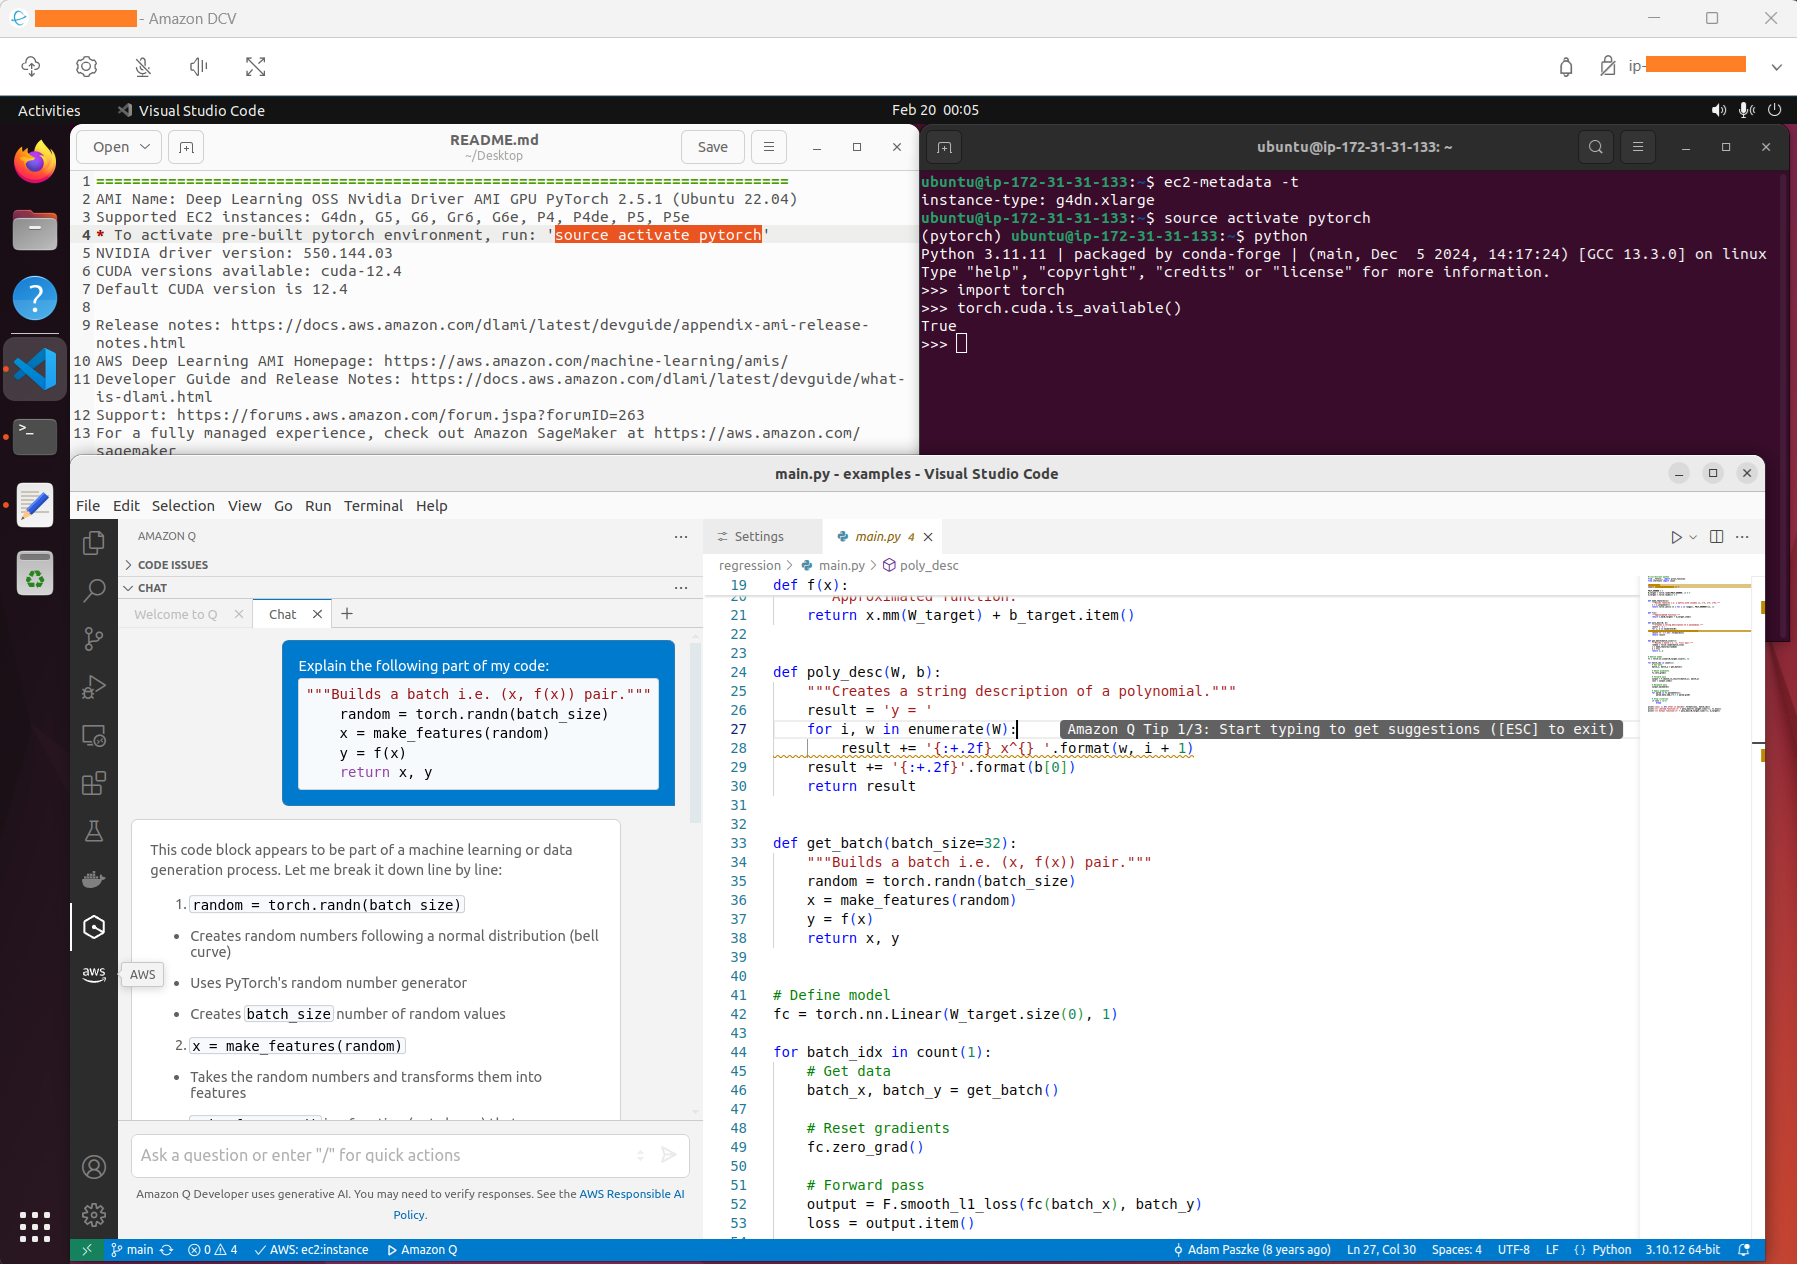 - Amazon DCV
ip-
Activities
Visual Studio Code
Feb 20 00:05
Open
README.md
~/Desktop
Save
1 =============================================================================
2 AMI Name: Deep Learning OSS Nvidia Driver AMI GPU PyTorch 2.5.1 (Ubuntu 22.04)
3 Supported EC2 instances: G4dn, G5, G6, Gr6, G6e, P4, P4de, P5, P5e
4 * To activate pre-built pytorch environment, run: 'source activate pytorch'
5 NVIDIA driver version: 550.144.03
6 CUDA versions available: cuda-12.4
7 Default CUDA version is 12.4
8
9 Release notes: https://docs.aws.amazon.com/dlami/latest/devguide/appendix-ami-release-
notes.html
10 AWS Deep Learning AMI Homepage: https://aws.amazon.com/machine-learning/amis/
11 Developer Guide and Release Notes: https://docs.aws.amazon.com/dlami/latest/devguide/what-
is-dlami.html
12 Support: https://forums.aws.amazon.com/forum.jspa?forumID=263
13 For a fully managed experience, check out Amazon SageMaker at https://aws.amazon.com/
sagemaker
ubuntu@ip-172-31-31-133: ~
ubuntu@ip-172-31-31-133:~$ ec2-metadata -t
instance-type: g4dn.xlarge
ubuntu@ip-172-31-31-133:~$ source activate pytorch
(pytorch) ubuntu@ip-172-31-31-133:~$ python
Python 3.11.11 | packaged by conda-forge | (main, Dec  5 2024, 14:17:24) [GCC 13.3.0] on linux
Type "help", "copyright", "credits" or "license" for more information.
>>> import torch
>>> torch.cuda.is_available()
True
>>>
main.py - examples - Visual Studio Code
File Edit Selection View Go Run Terminal Help
AMAZON Q
CODE ISSUES
CHAT
Welcome to Q
Chat
Explain the following part of my code:
"""Builds a batch i.e. (x, f(x)) pair."""
random = torch.randn(batch_size)
x = make_features(random)
y = f(x)
return x, y
This code block appears to be part of a machine learning or data
generation process. Let me break it down line by line:
1. random = torch.randn(batch_size)
• Creates random numbers following a normal distribution (bell
curve)
• Uses PyTorch's random number generator
• Creates batch_size number of random values
2. x = make_features(random)
• Takes the random numbers and transforms them into
features
aws
AWS
Ask a question or enter "/" for quick actions
Amazon Q Developer uses generative AI. You may need to verify responses. See the AWS Responsible AI
Policy.
Settings
main.py 4
regression > main.py > poly_desc
19 def f(x):
20 Approximated function.
21 return x.mm(W_target) + b_target.item()
22
23
24 def poly_desc(W, b):
25 """Creates a string description of a polynomial."""
26 result = 'y = '
27 for i, w in enumerate(W): Amazon Q Tip 1/3: Start typing to get suggestions ([ESC] to exit)
28 result += '{:+.2f} x^{} '.format(w, i + 1)
29 result += '{:+.2f}'.format(b[0])
30 return result
31
32
33 def get_batch(batch_size=32):
34 """Builds a batch i.e. (x, f(x)) pair."""
35 random = torch.randn(batch_size)
36 x = make_features(random)
37 y = f(x)
38 return x, y
39
40
41 # Define model
42 fc = torch.nn.Linear(W_target.size(0), 1)
43
44 for batch_idx in count(1):
45 # Get data
46 batch_x, batch_y = get_batch()
47
48 # Reset gradients
49 fc.zero_grad()
50
51 # Forward pass
52 output = F.smooth_l1_loss(fc(batch_x), batch_y)
53 loss = output.item()
main 0 4 AWS: ec2:instance Amazon Q
Adam Paszke (8 years ago) Ln 27, Col 30 Spaces: 4 UTF-8 LF {} Python 3.10.12 64-bit